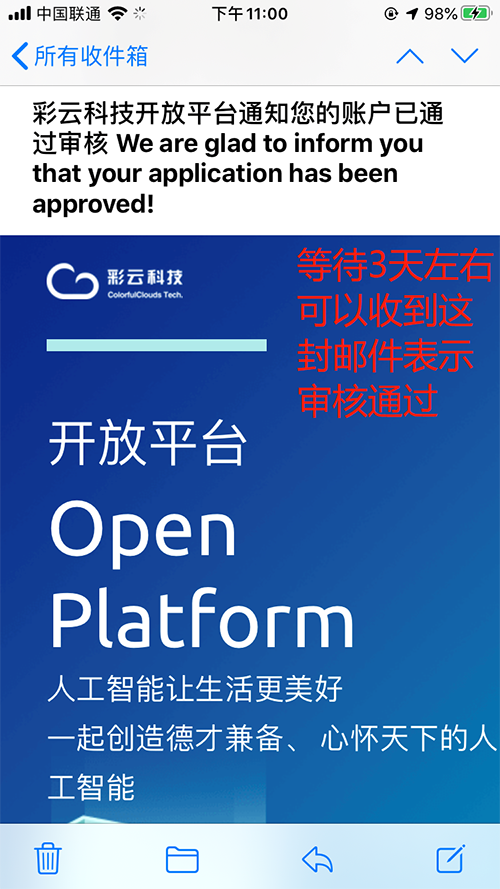 中国联通
下午11:00
98%
所有收件箱
彩云科技开放平台通知您的账户已通
过审核 We are glad to inform you
that your application has been
approved!
彩云科技
ColorfulClouds Tech.
等待3天左右
可以收到这
封邮件表示
审核通过
开放平台
Open
Platform
人工智能让生活更美好
一起创造德才兼备、心怀天下的人
工智能